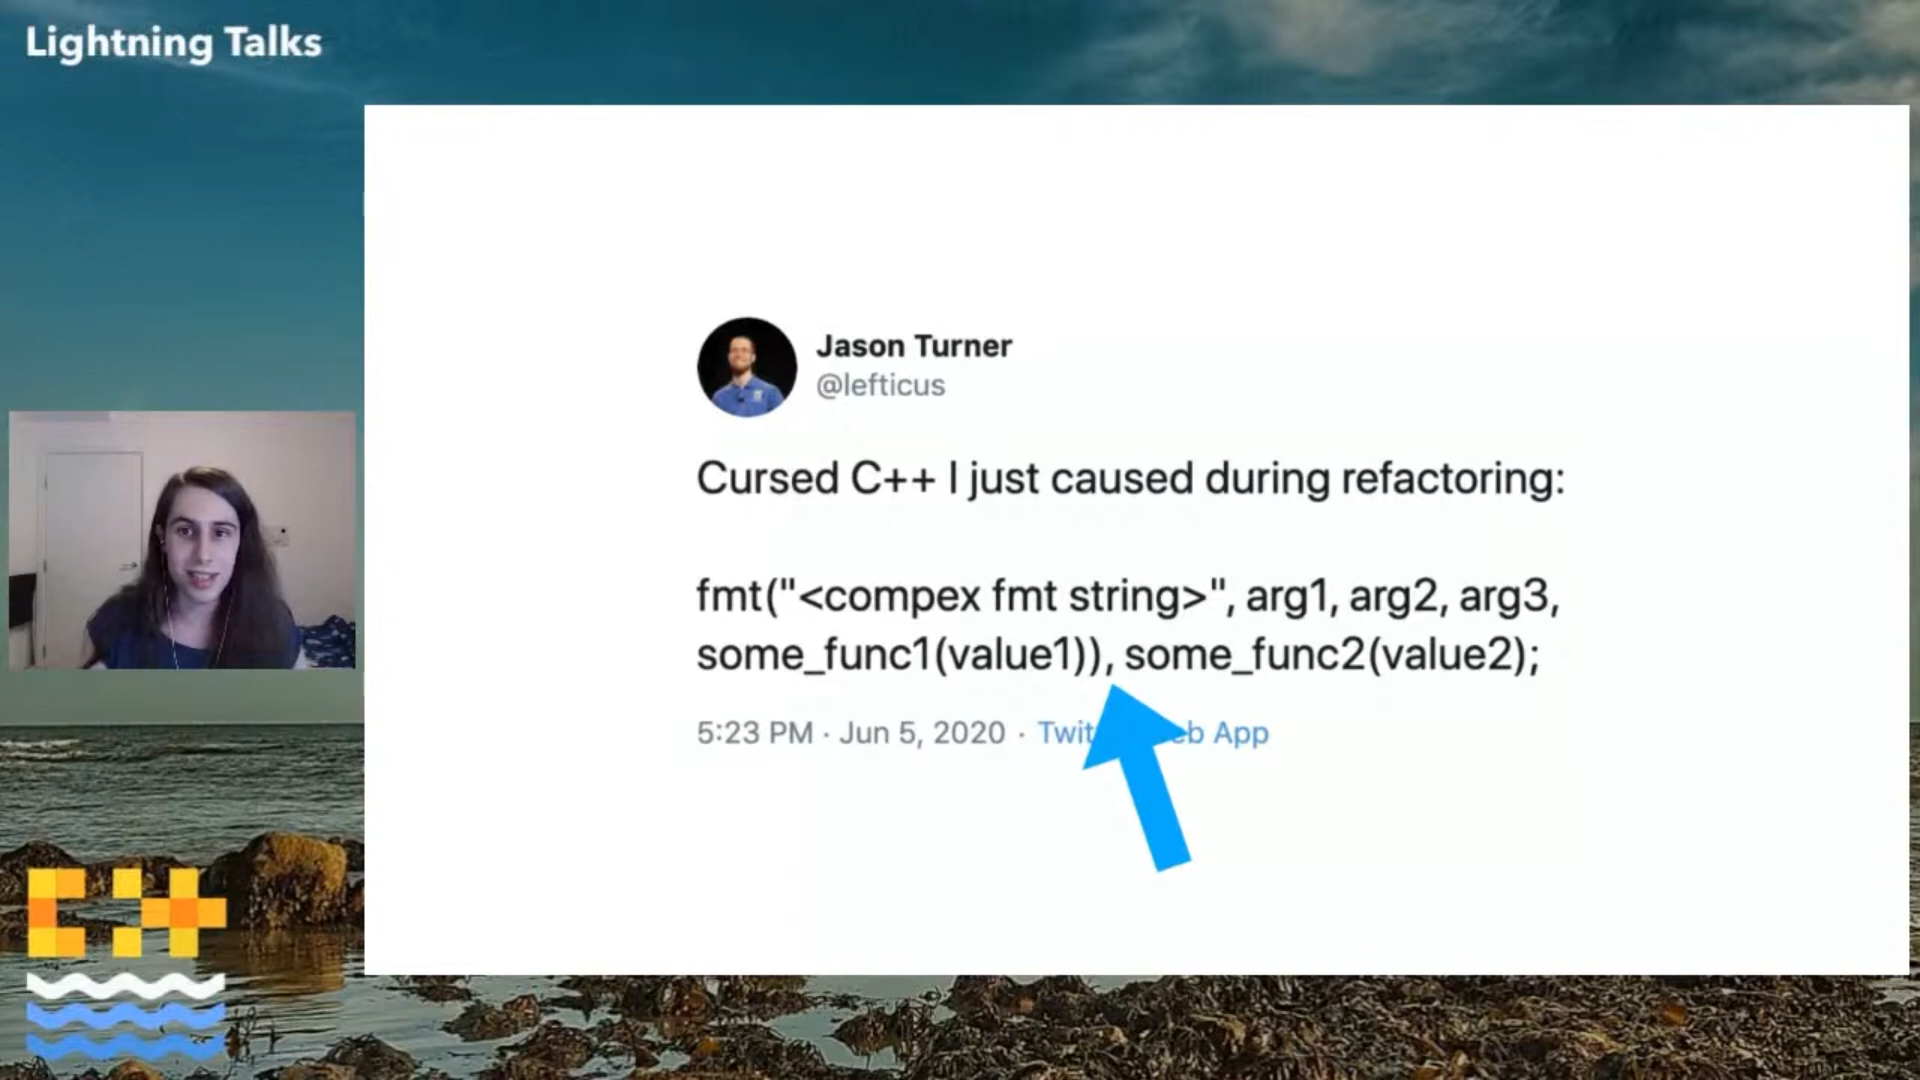 Lightning Talks
Jason Turner
@lefticus
Cursed C++ I just caused during refactoring:
fmt("<compex fmt string>", arg1, arg2, arg3,
some_func1(value1)), some_func2(value2);
5:23 PM · Jun 5, 2020 · Twit eb App
C++